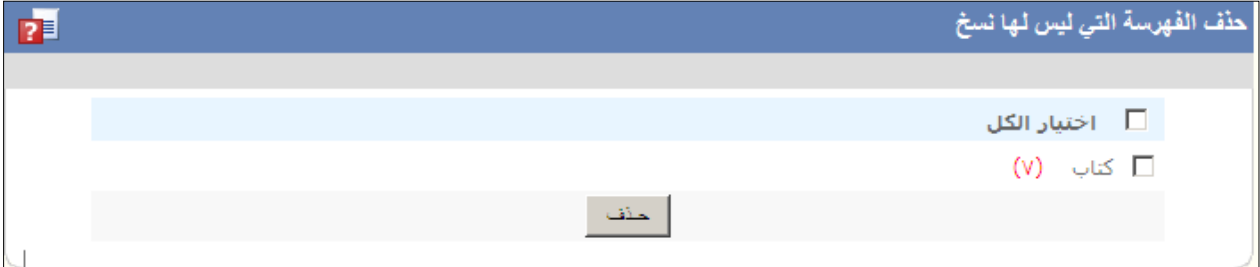 حذف الفهرسة التي ليس لها نسخ
?
اختيار الكل
كتاب (٧)
حذف